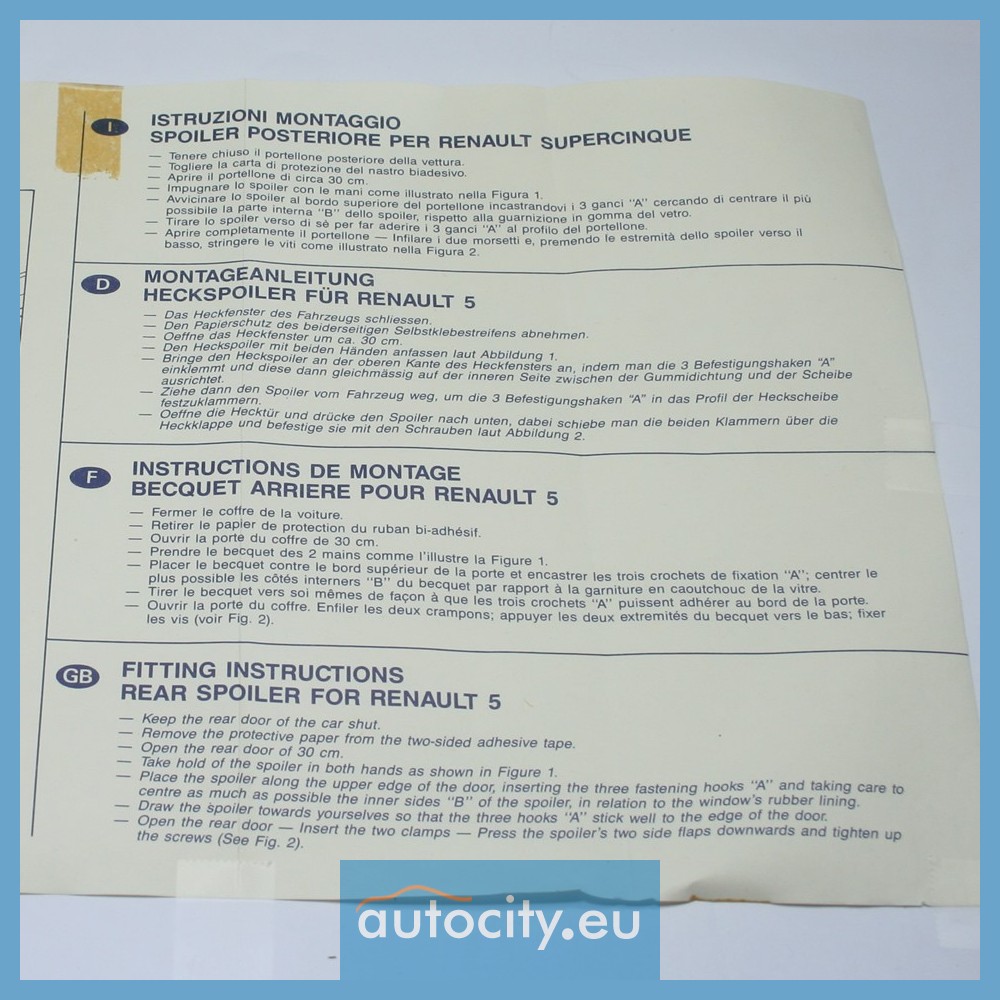 I
ISTRUZIONI MONTAGGIO
SPOILER POSTERIORE PER RENAULT SUPERCINQUE
— Tenere chiuso il portellone posteriore della vettura.
— Togliere la carta di protezione del nastro biadesivo.
— Aprire il portellone di circa 30 cm.
— Impugnare lo spoiler con le mani come illustrato nella Figura 1.
— Avvicinare lo spoiler al bordo superiore del portellone incastrandovi i 3 ganci "A" cercando di centrare il più
possibile la parte interna "B" dello spoiler, rispetto alla guarnizione in gomma del vetro.
— Tirare lo spoiler verso di sè per far aderire i 3 ganci "A" al profilo del portellone.
— Aprire completamente il portellone — Infilare i due morsetti e, premendo le estremità dello spoiler verso il
basso, stringere le viti come illustrato nella Figura 2.
D
MONTAGEANLEITUNG
HECKSPOILER FÜR RENAULT 5
— Das Heckfenster des Fahrzeugs schliessen.
— Den Papierschutz des beiderseitigen Selbstklebestreifens abnehmen.
— Oeffne das Heckfenster um ca. 30 cm.
— Den Heckspoiler mit beiden Händen anfassen laut Abbildung 1.
— Bringe den Heckspoiler an der oberen Kante des Heckfensters an, indem man die 3 Befestigungshaken "A"
einklemmt und diese dann gleichmässig auf der inneren Seite zwischen der Gummidichtung und der Scheibe
ausrichtet.
— Ziehe dann den Spoiler vom Fahrzeug weg, um die 3 Befestigungshaken "A" in das Profil der Heckscheibe
festzuklammern.
— Oeffne die Hecktür und drücke den Spoiler nach unten, dabei schiebe man die beiden Klammern über die
Heckklappe und befestige sie mit den Schrauben laut Abbildung 2.
F
INSTRUCTIONS DE MONTAGE
BECQUET ARRIERE POUR RENAULT 5
— Fermer le coffre de la voiture.
— Retirer le papier de protection du ruban bi-adhésif.
— Ouvrir la porte du coffre de 30 cm.
— Prendre le becquet des 2 mains comme l'illustre la Figure 1.
— Placer le becquet contre le bord supérieur de la porte et encastrer les trois crochets de fixation "A"; centrer le
plus possible les côtés interners "B" du becquet par rapport à la garniture en caoutchouc de la vitre.
— Tirer le becquet vers soi mêmes de façon à que les trois crochets "A" puissent adhérer au bord de la porte.
— Ouvrir la porte du coffre. Enfiler les deux crampons; appuyer les deux extremités du becquet vers le bas; fixer
les vis (voir Fig. 2).
GB
FITTING INSTRUCTIONS
REAR SPOILER FOR RENAULT 5
— Keep the rear door of the car shut.
— Remove the protective paper from the two-sided adhesive tape.
— Open the rear door of 30 cm.
— Take hold of the spoiler in both hands as shown in Figure 1.
— Place the spoiler along the upper edge of the door, inserting the three fastening hooks "A" and taking care to
centre as much as possible the inner sides "B" of the spoiler, in relation to the window's rubber lining.
— Draw the spoiler towards yourselves so that the three hooks "A" stick well to the edge of the door.
— Open the rear door — Insert the two clamps — Press the spoiler's two side flaps downwards and tighten up
the screws (See Fig. 2).
autocity.eu